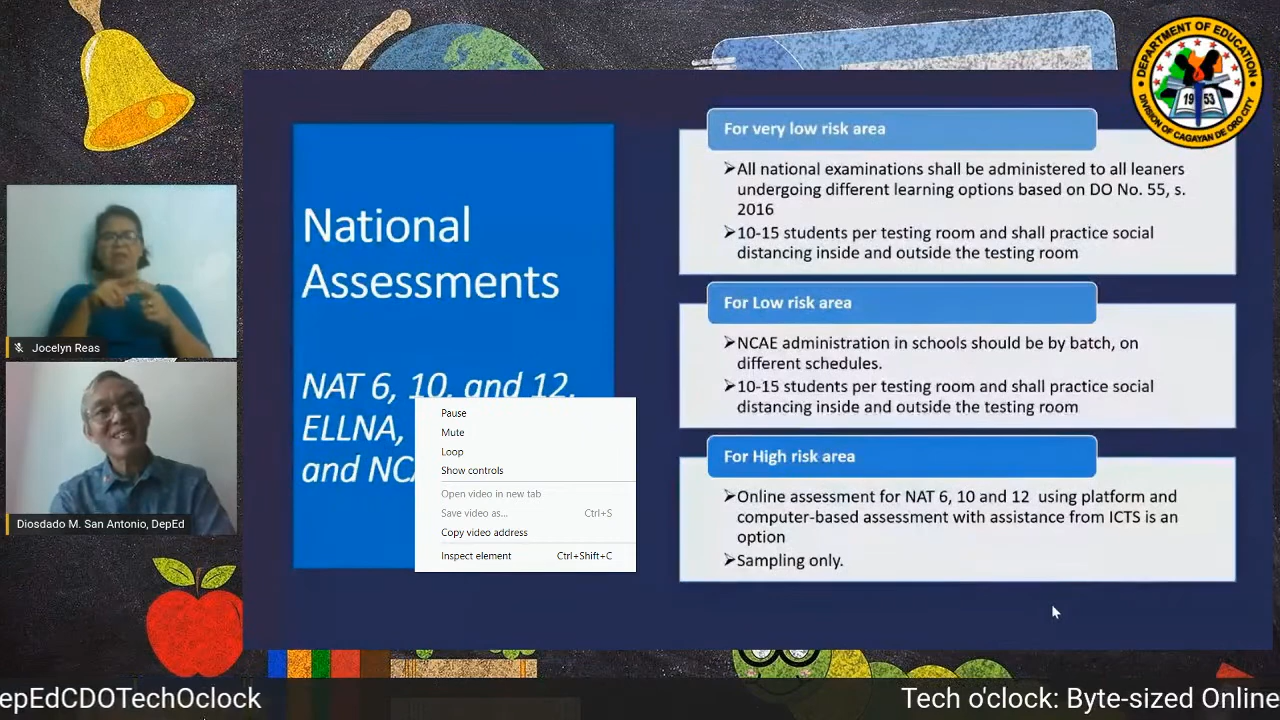 DEPARTMENT OF EDUCATION
1953
DIVISION OF CAGAYAN DE ORO CITY
National
Assessments
NAT 6, 10, and 12,
ELLNA,
and NCA
Pause
Mute
Loop
Show controls
Open video in new tab
Save video as... Ctrl+S
Copy video address
Inspect element Ctrl+Shift+C
For very low risk area
➢All national examinations shall be administered to all leaners
undergoing different learning options based on DO No. 55, s.
2016
➢10-15 students per testing room and shall practice social
distancing inside and outside the testing room
For Low risk area
➢NCAE administration in schools should be by batch, on
different schedules.
➢10-15 students per testing room and shall practice social
distancing inside and outside the testing room
For High risk area
➢Online assessment for NAT 6, 10 and 12 using platform and
computer-based assessment with assistance from ICTS is an
option
➢Sampling only.
Jocelyn Reas
Diosdado M. San Antonio, DepEd
epEdCDOTechOclock
Tech o'clock: Byte-sized Online